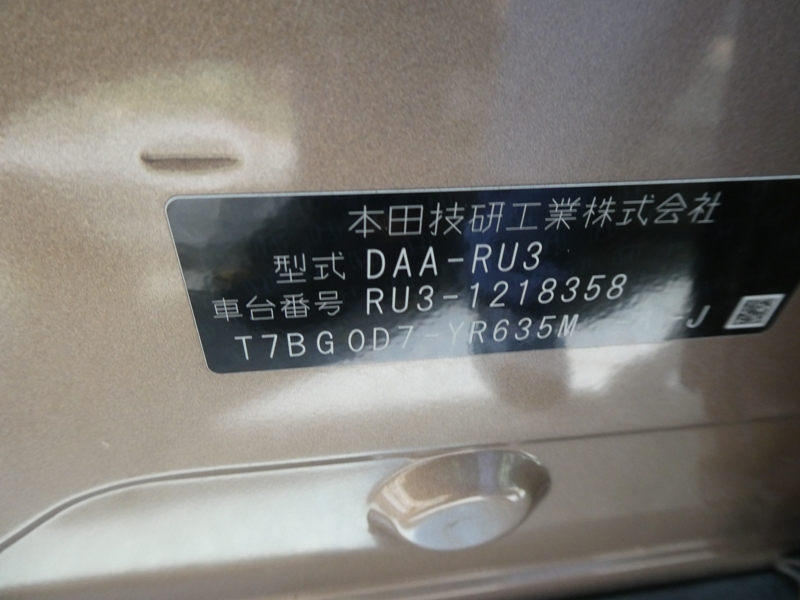 本田技研工業株式会社
型式 DAA-RU3
車台番号 RU3-1218358
T7BG0D7-YR635M -J